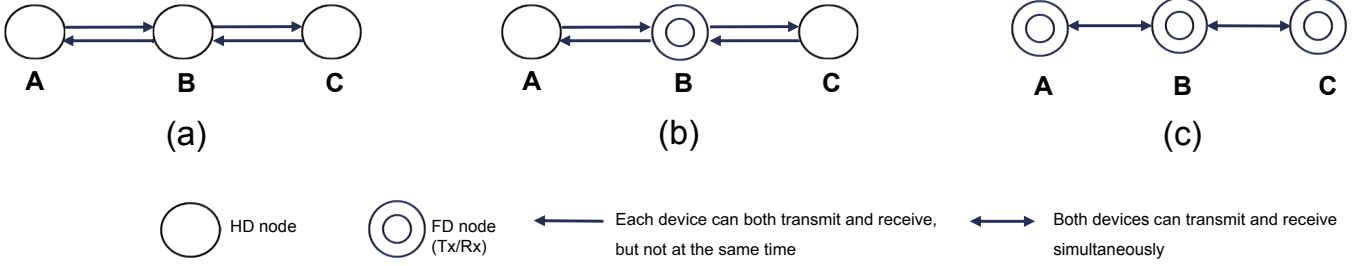 A B C
(a)
A B C
(b)
A B C
(c)
HD node
FD node
(Tx/Rx)
Each device can both transmit and receive,
but not at the same time
Both devices can transmit and receive
simultaneously